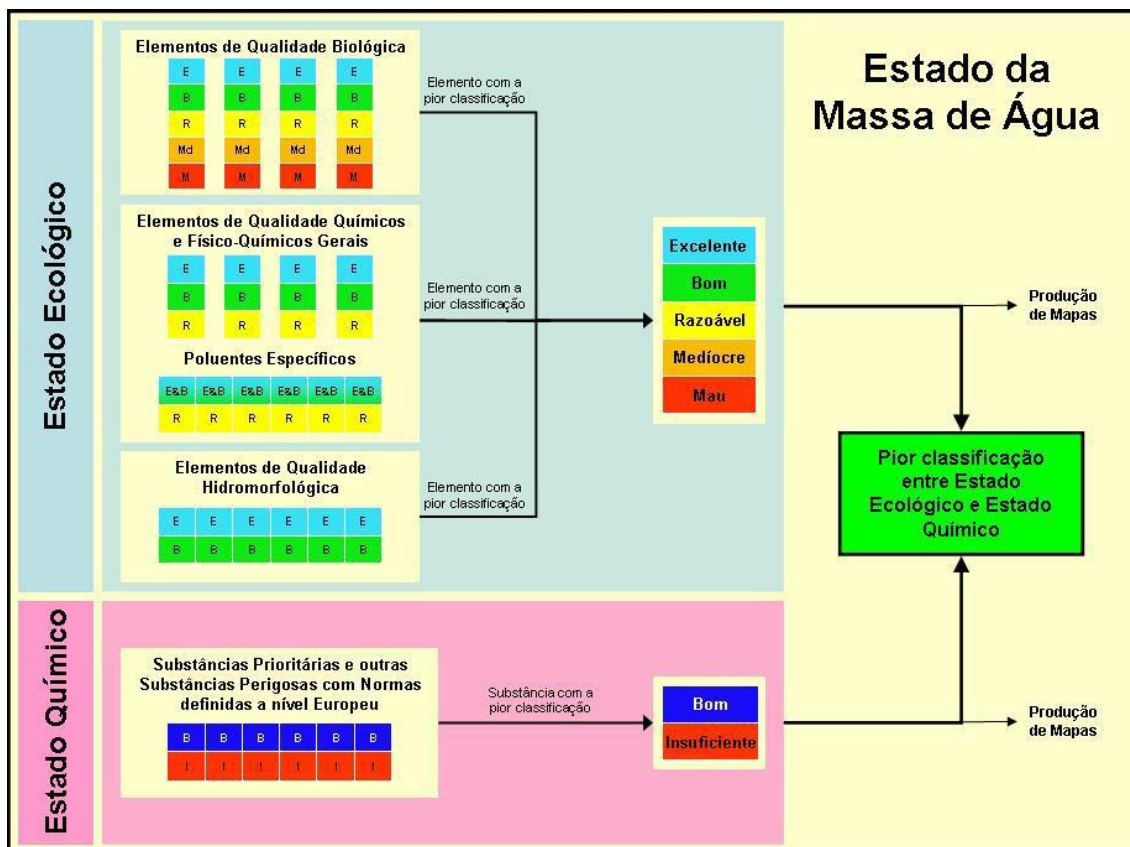 Estado da
Massa de Água
Estado Ecológico
Elementos de Qualidade Biológica
E E E E
B B B B
R R R R
Md Md Md Md
M M M M
Elemento com a
pior classificação
Elementos de Qualidade Químicos
e Físico-Químicos Gerais
E E E E
B B B B
R R R R
Poluentes Específicos
E&B E&B E&B E&B E&B E&B
R R R R R R
Elemento com a
pior classificação
Elementos de Qualidade
Hidromorfológica
E E E E E E
B B B B B B
Elemento com a
pior classificação
Excelente
Bom
Razoável
Medíocre
Mau
Produção
de Mapas
Pior classificação
entre Estado
Ecológico e Estado
Químico
Estado Químico
Substâncias Prioritárias e outras
Substâncias Perigosas com Normas
definidas a nível Europeu
B B B B B B
I I I I I I
Substância com a
pior classificação
Bom
Insuficiente
Produção
de Mapas